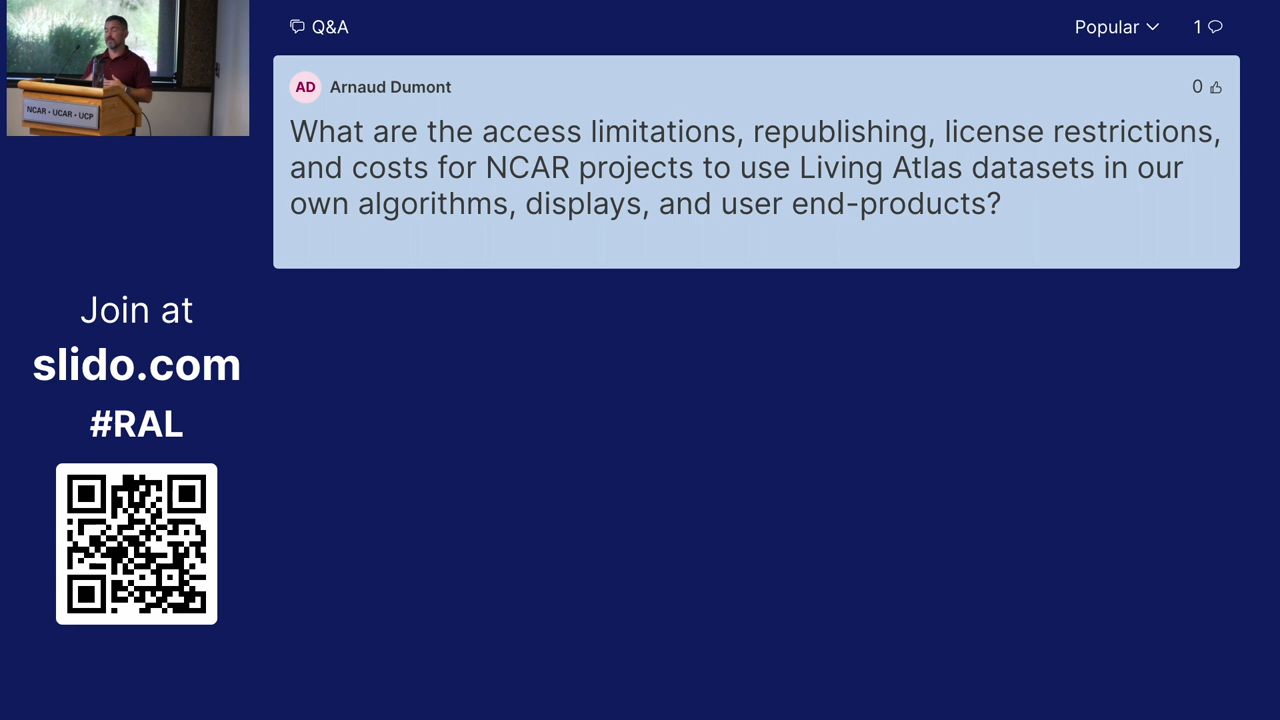 NCAR • UCAR • UCP
Q&A
Popular
1
AD
Arnaud Dumont
0
What are the access limitations, republishing, license restrictions,
and costs for NCAR projects to use Living Atlas datasets in our
own algorithms, displays, and user end-products?
Join at
slido.com
#RAL